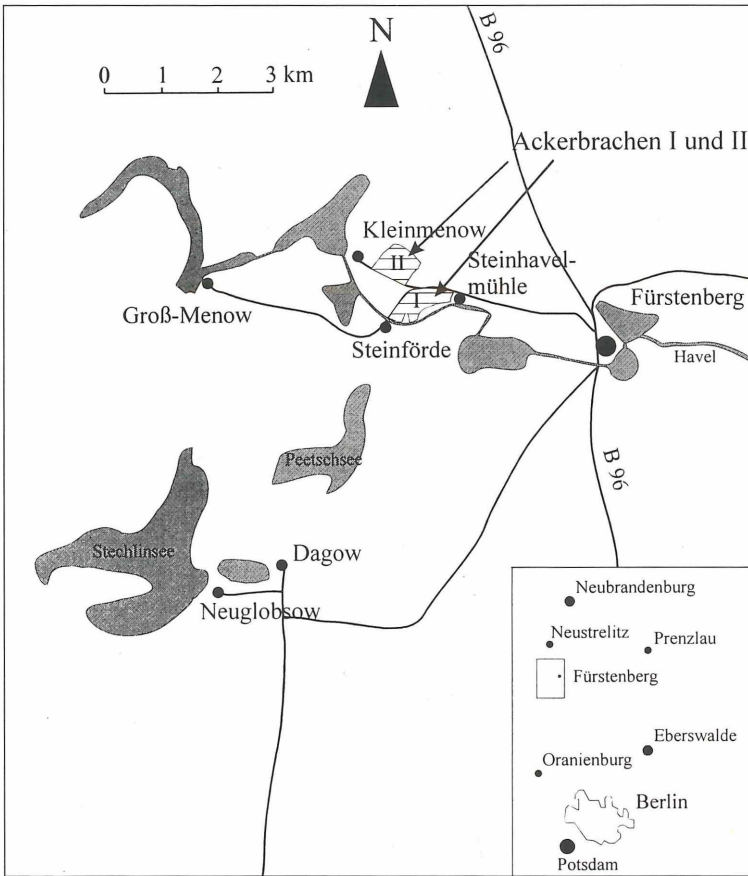 B 96
N
0 1 2 3 km
Ackerbrachen I und II
Kleinmenow
II
Steinhavel-
mühle
I
Fürstenberg
Groß-Menow
Steinförde
Havel
Peetschsee
B 96
Stechlinsee
Dagow
Neuglobsow
Neubrandenburg
Neustrelitz
Prenzlau
Fürstenberg
Eberswalde
Oranienburg
Berlin
Potsdam